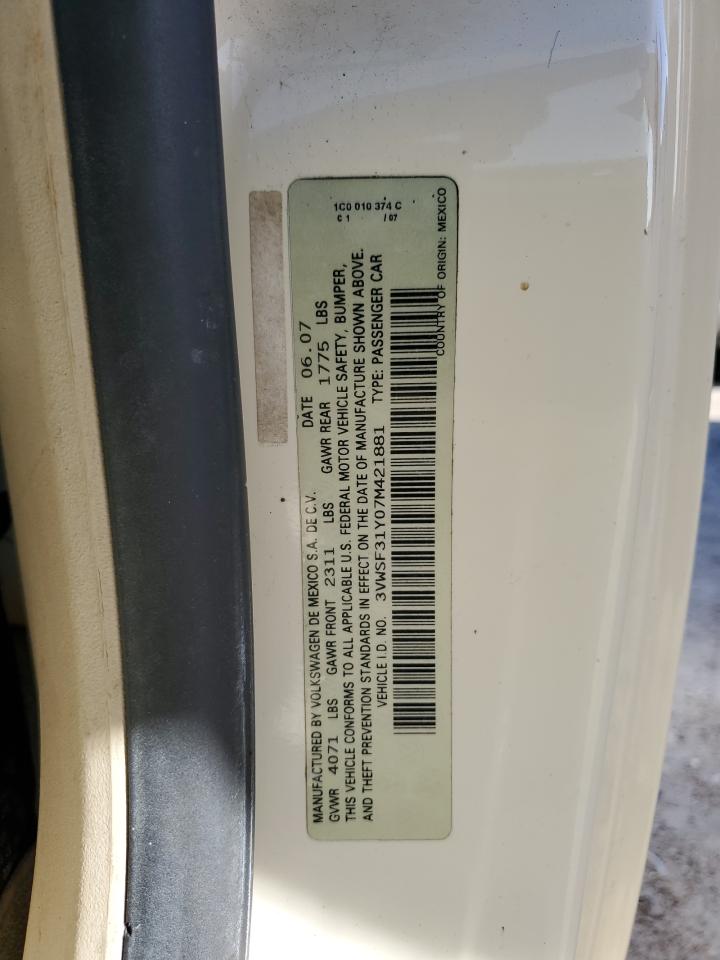 MANUFACTURED BY VOLKSWAGEN DE MEXICO S.A. DE C.V. DATE 06.07
GVWR 4071 LBS GAWR FRONT 2311 LBS GAWR REAR 1775 LBS
THIS VEHICLE CONFORMS TO ALL APPLICABLE U.S. FEDERAL MOTOR VEHICLE SAFETY, BUMPER,
AND THEFT PREVENTION STANDARDS IN EFFECT ON THE DATE OF MANUFACTURE SHOWN ABOVE.
VEHICLE I.D. NO. 3VWSF31Y07M421881 TYPE: PASSENGER CAR
COUNTRY OF ORIGIN: MEXICO
1C0 010 374 C
C 1 / 07